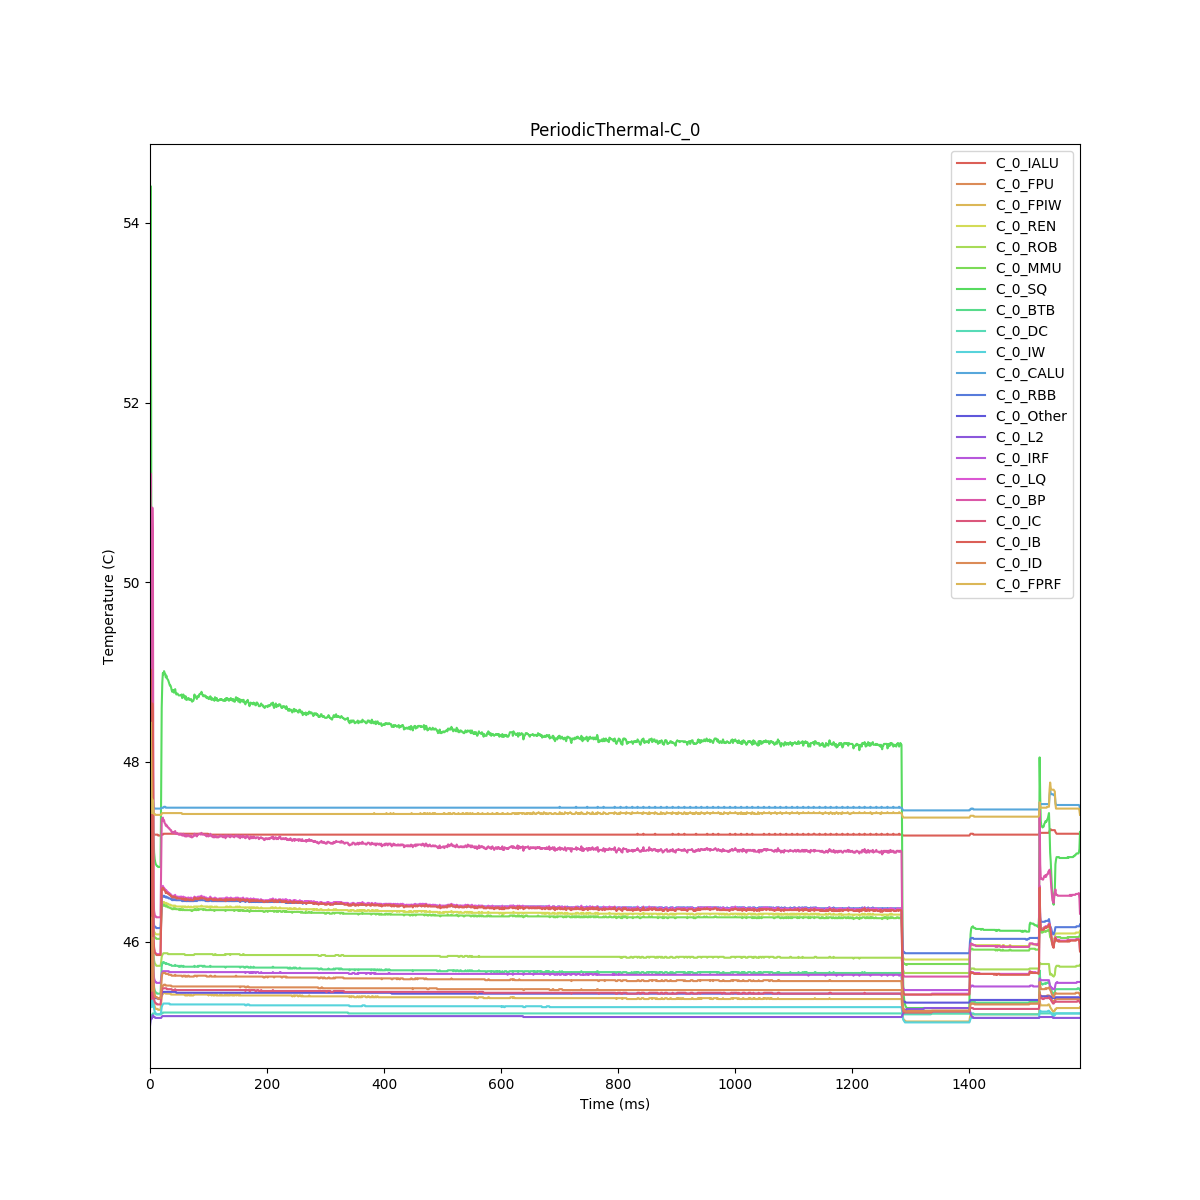 PeriodicThermal-C_0
C_0_IALU
C_0_FPU
C_0_FPIW
C_0_REN
C_0_ROB
C_0_MMU
C_0_SQ
C_0_BTB
C_0_DC
C_0_IW
C_0_CALU
C_0_RBB
C_0_Other
C_0_L2
C_0_IRF
C_0_LQ
C_0_BP
C_0_IC
C_0_IB
C_0_ID
C_0_FPRF
Temperature (C)
54
52
50
48
46
0 200 400 600 800 1000 1200 1400
Time (ms)